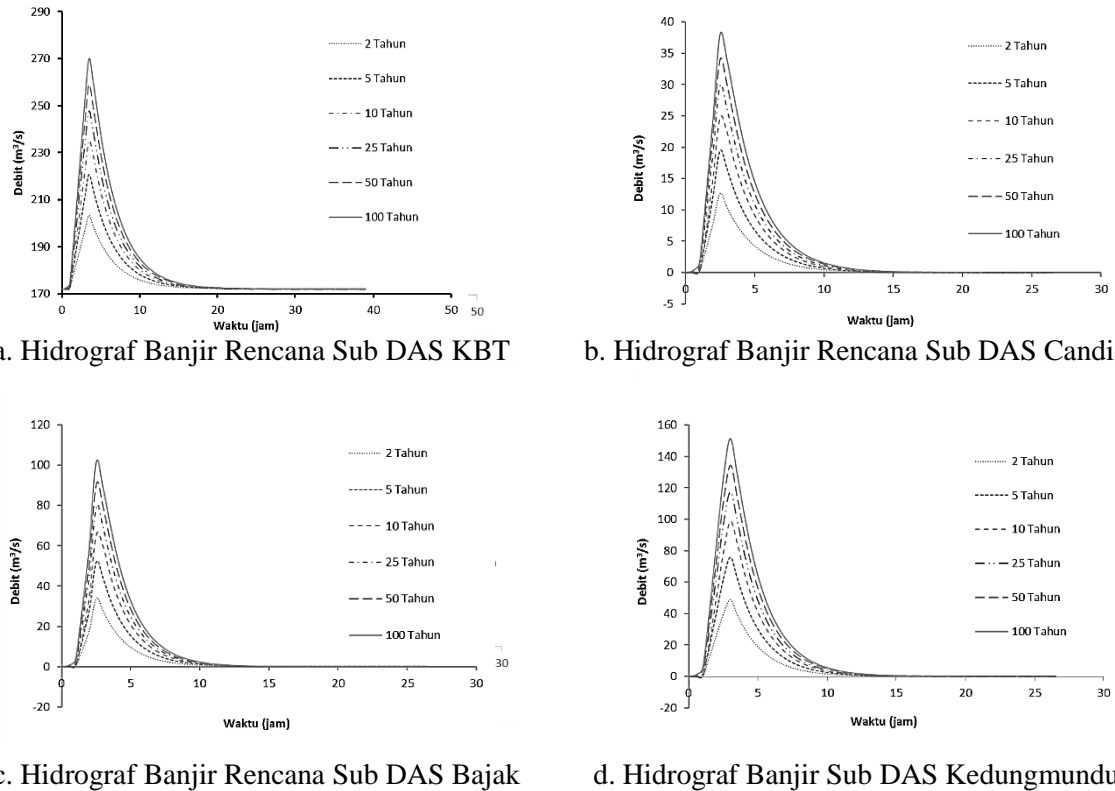 290
270
250
230
210
190
170
Debit (m³/s)
0 10 20 30 40 50
50
Waktu (jam)
2 Tahun
5 Tahun
10 Tahun
25 Tahun
50 Tahun
100 Tahun
a. Hidrograf Banjir Rencana Sub DAS KBT
40
35
30
25
20
15
10
5
0
-5
Debit (m³/s)
0 5 10 15 20 25 30
Waktu (jam)
2 Tahun
5 Tahun
10 Tahun
25 Tahun
50 Tahun
100 Tahun
b. Hidrograf Banjir Rencana Sub DAS Candi
120
100
80
60
40
20
0
-20
Debit (m³/s)
0 5 10 15 20 25 30
30
Waktu (jam)
2 Tahun
5 Tahun
10 Tahun
25 Tahun
50 Tahun
100 Tahun
c. Hidrograf Banjir Rencana Sub DAS Bajak
160
140
120
100
80
60
40
20
0
-20
Debit (m³/s)
0 5 10 15 20 25 30
Waktu (jam)
2 Tahun
5 Tahun
10 Tahun
25 Tahun
50 Tahun
100 Tahun
d. Hidrograf Banjir Sub DAS Kedungmundu